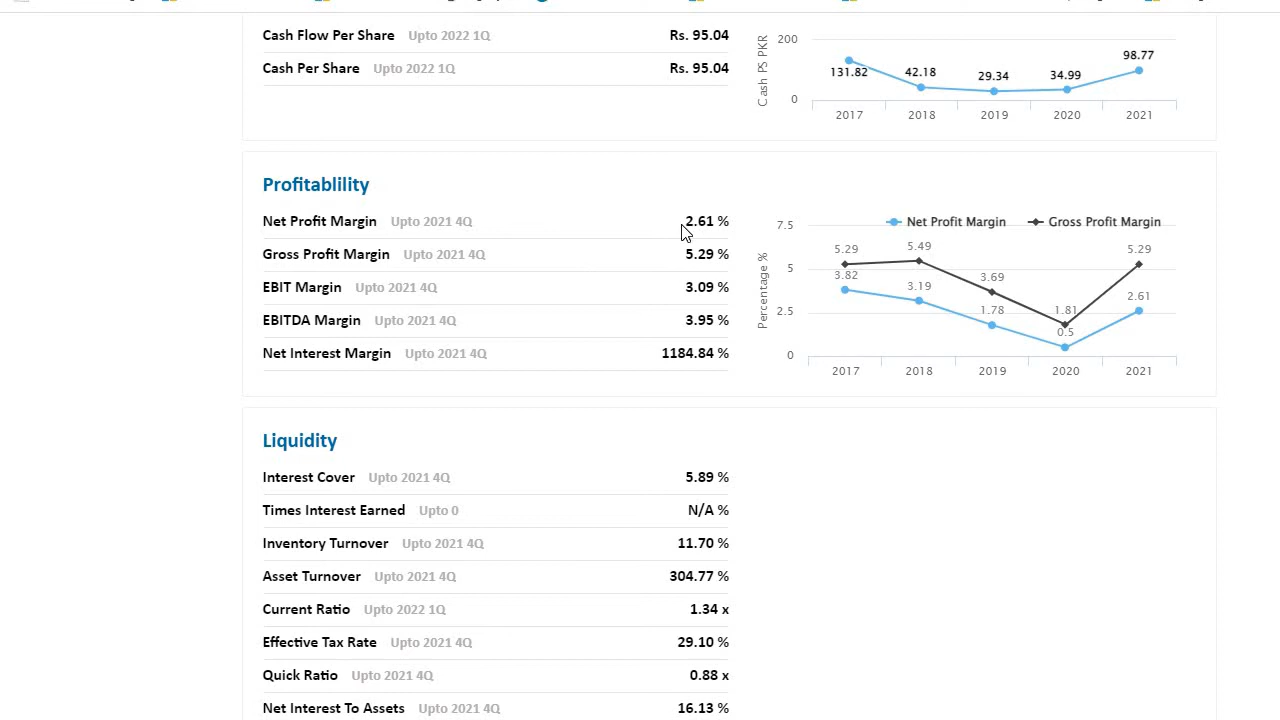 Cash Flow Per Share Upto 2022 1Q Rs. 95.04
Cash Per Share Upto 2022 1Q Rs. 95.04
Cash PS PKR
200
0
131.82 42.18 29.34 34.99 98.77
2017 2018 2019 2020 2021
Profitablility
Net Profit Margin Upto 2021 4Q 2.61 %
Gross Profit Margin Upto 2021 4Q 5.29 %
EBIT Margin Upto 2021 4Q 3.09 %
EBITDA Margin Upto 2021 4Q 3.95 %
Net Interest Margin Upto 2021 4Q 1184.84 %
Percentage %
Net Profit Margin Gross Profit Margin
7.5
5
2.5
0
5.29 5.49 3.69 1.81 5.29
3.82 3.19 1.78 0.5 2.61
2017 2018 2019 2020 2021
Liquidity
Interest Cover Upto 2021 4Q 5.89 %
Times Interest Earned Upto 0 N/A %
Inventory Turnover Upto 2021 4Q 11.70 %
Asset Turnover Upto 2021 4Q 304.77 %
Current Ratio Upto 2022 1Q 1.34 x
Effective Tax Rate Upto 2021 4Q 29.10 %
Quick Ratio Upto 2021 4Q 0.88 x
Net Interest To Assets Upto 2021 4Q 16.13 %